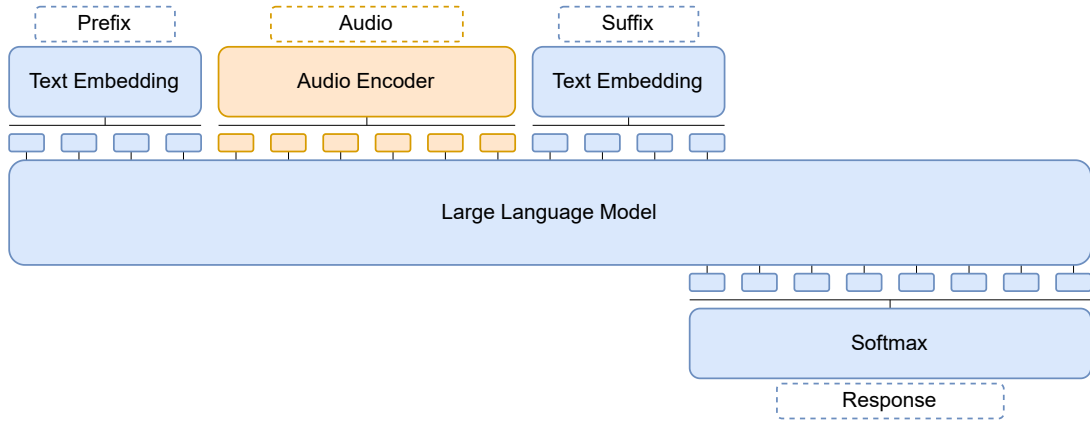 Prefix
Audio
Suffix
Text Embedding
Audio Encoder
Text Embedding
Large Language Model
Softmax
Response